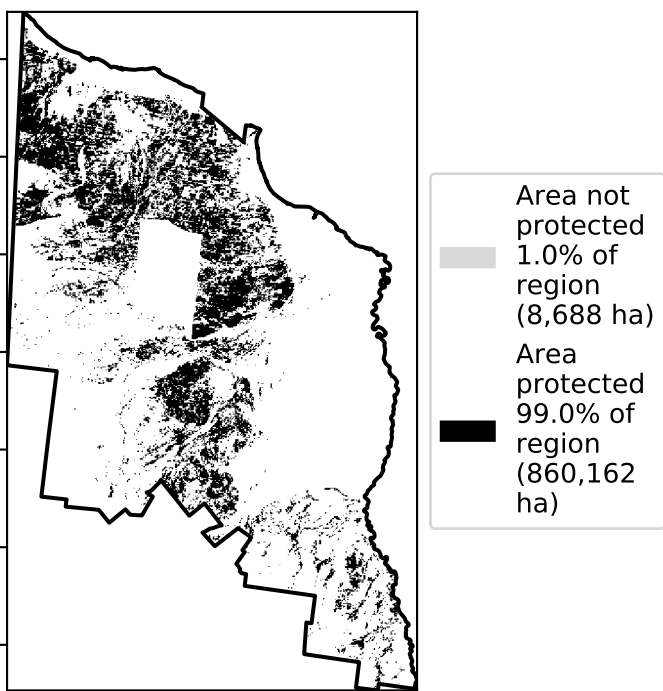 Area not
protected
1.0% of
region
(8,688 ha)
Area
protected
99.0% of
region
(860,162
ha)